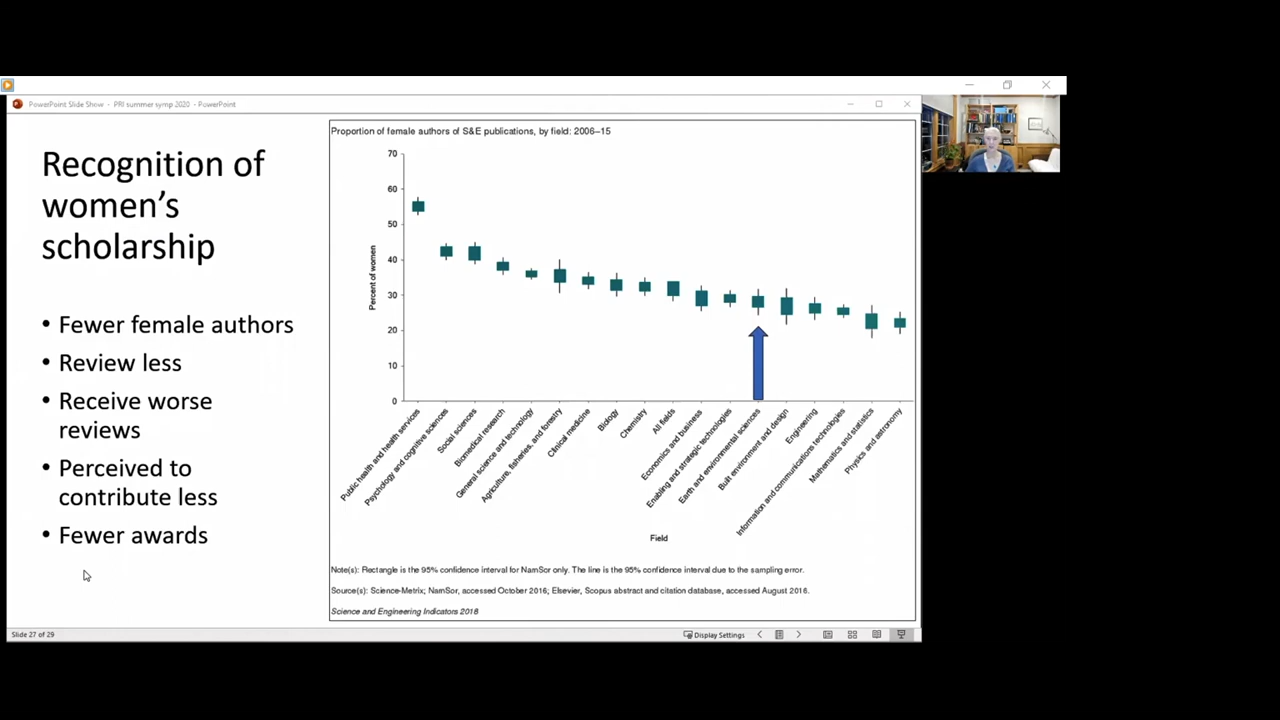 PowerPoint Slide Show - PRI summer symp 2020 - PowerPoint
Recognition of
women's
scholarship
• Fewer female authors
• Review less
• Receive worse
reviews
• Perceived to
contribute less
• Fewer awards
Proportion of female authors of S&E publications, by field: 2006–15
Percent of women
70
60
50
40
30
20
10
0
Public health and health services
Psychology and cognitive sciences
Social sciences
Biomedical research
General science and technology
Agriculture, fisheries, and forestry
Clinical medicine
Biology
Chemistry
All fields
Economics and business
Enabling and strategic technologies
Earth and environmental sciences
Built environment and design
Engineering
Information and communications technologies
Mathematics and statistics
Physics and astronomy
Field
Note(s): Rectangle is the 95% confidence interval for NamSor only. The line is the 95% confidence interval due to the sampling error.
Source(s): Science-Metrix; NamSor, accessed October 2016; Elsevier, Scopus abstract and citation database, accessed August 2016.
Science and Engineering Indicators 2018
Slide 27 of 29
Display Settings